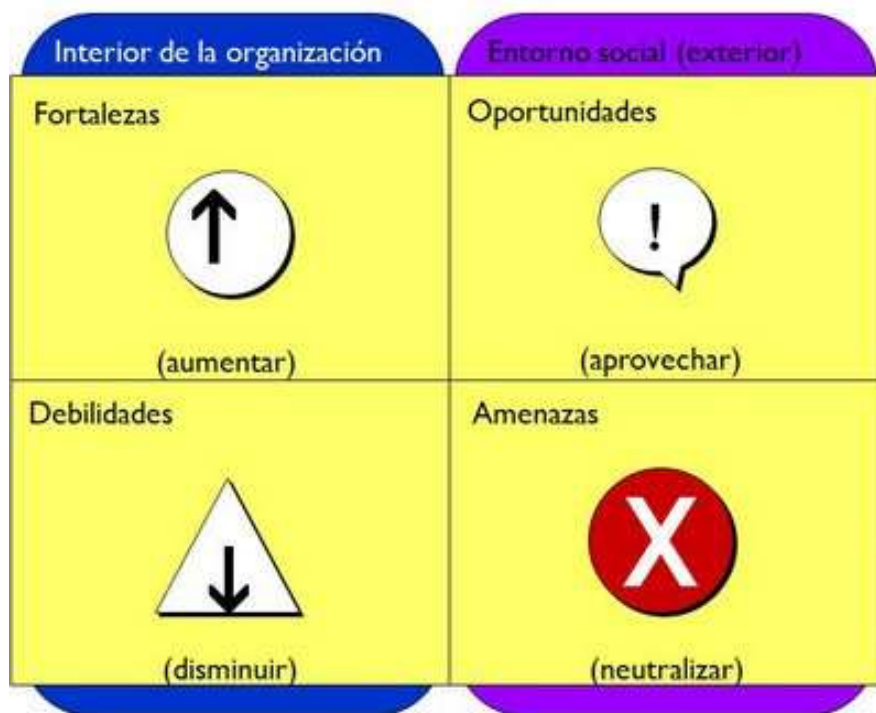 Interior de la organización
Entorno social (exterior)
Fortalezas
Oportunidades
!
(aumentar)
(aprovechar)
Debilidades
Amenazas
X
(disminuir)
(neutralizar)